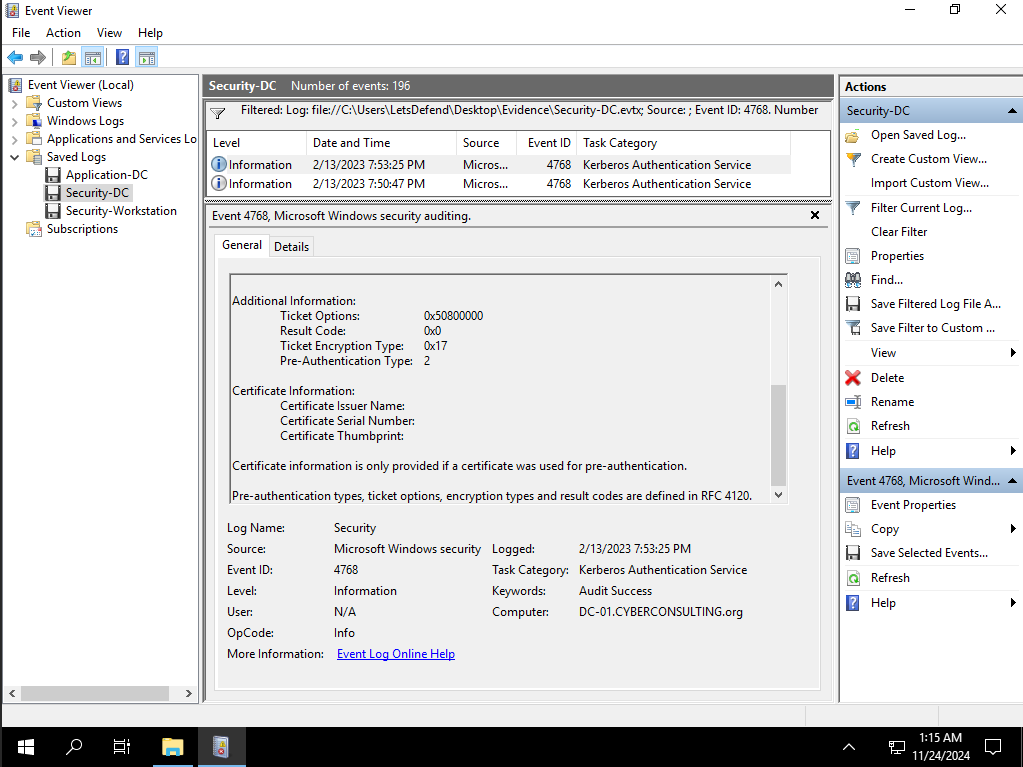 Event Viewer
File Action View Help
Event Viewer (Local)
Custom Views
Windows Logs
Applications and Services Lo
Saved Logs
Application-DC
Security-DC
Security-Workstation
Subscriptions
Security-DC Number of events: 196
Filtered: Log: file://C:\Users\LetsDefend\Desktop\Evidence\Security-DC.evtx; Source: ; Event ID: 4768. Number
Level Date and Time Source Event ID Task Category
Information 2/13/2023 7:53:25 PM Micros... 4768 Kerberos Authentication Service
Information 2/13/2023 7:50:47 PM Micros... 4768 Kerberos Authentication Service
Event 4768, Microsoft Windows security auditing.
General Details
Additional Information:
Ticket Options: 0x50800000
Result Code: 0x0
Ticket Encryption Type: 0x17
Pre-Authentication Type: 2
Certificate Information:
Certificate Issuer Name:
Certificate Serial Number:
Certificate Thumbprint:
Certificate information is only provided if a certificate was used for pre-authentication.
Pre-authentication types, ticket options, encryption types and result codes are defined in RFC 4120.
Log Name: Security
Source: Microsoft Windows security Logged: 2/13/2023 7:53:25 PM
Event ID: 4768 Task Category: Kerberos Authentication Service
Level: Information Keywords: Audit Success
User: N/A Computer: DC-01.CYBERCONSULTING.org
OpCode: Info
More Information: Event Log Online Help
Actions
Security-DC
Open Saved Log...
Create Custom View...
Import Custom View...
Filter Current Log...
Clear Filter
Properties
Find...
Save Filtered Log File A...
Save Filter to Custom ...
View
Delete
Rename
Refresh
Help
Event 4768, Microsoft Wind...
Event Properties
Copy
Save Selected Events...
Refresh
Help
1:15 AM
11/24/2024